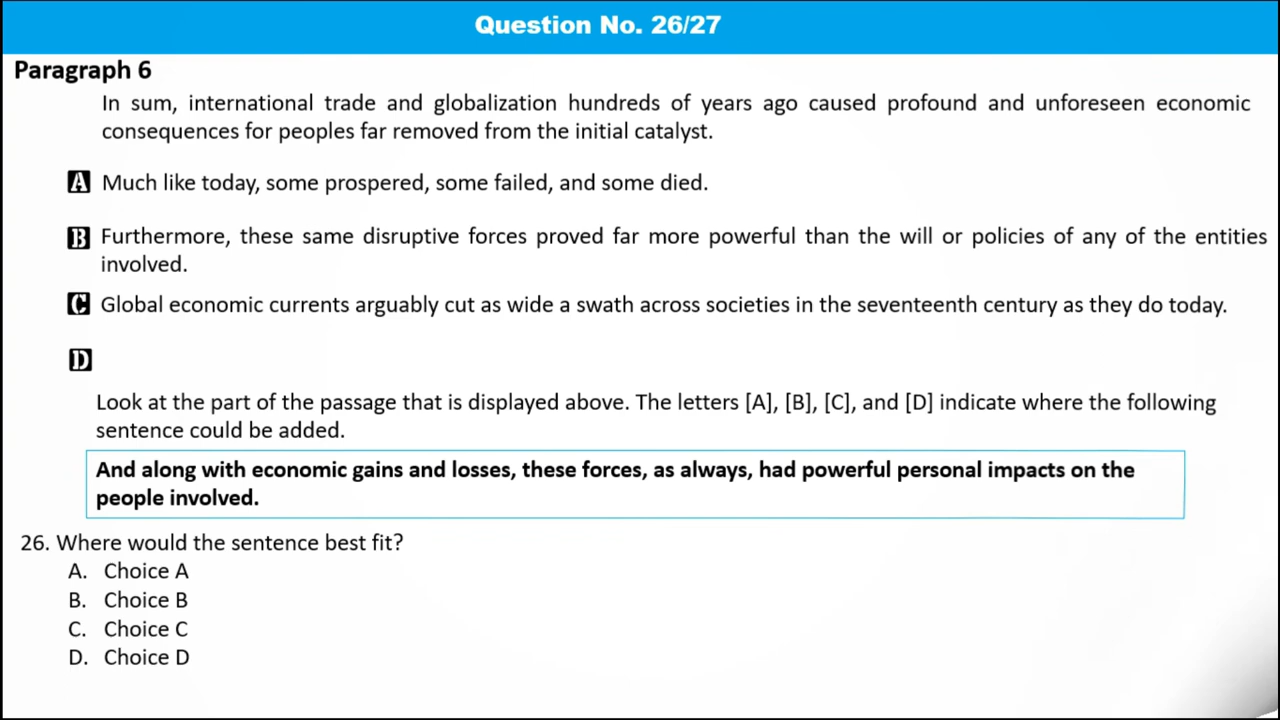 Question No. 26/27
Paragraph 6
In sum, international trade and globalization hundreds of years ago caused profound and unforeseen economic
consequences for peoples far removed from the initial catalyst.
A Much like today, some prospered, some failed, and some died.
B Furthermore, these same disruptive forces proved far more powerful than the will or policies of any of the entities
involved.
C Global economic currents arguably cut as wide a swath across societies in the seventeenth century as they do today.
D
Look at the part of the passage that is displayed above. The letters [A], [B], [C], and [D] indicate where the following
sentence could be added.
And along with economic gains and losses, these forces, as always, had powerful personal impacts on the
people involved.
26. Where would the sentence best fit?
A. Choice A
B. Choice B
C. Choice C
D. Choice D